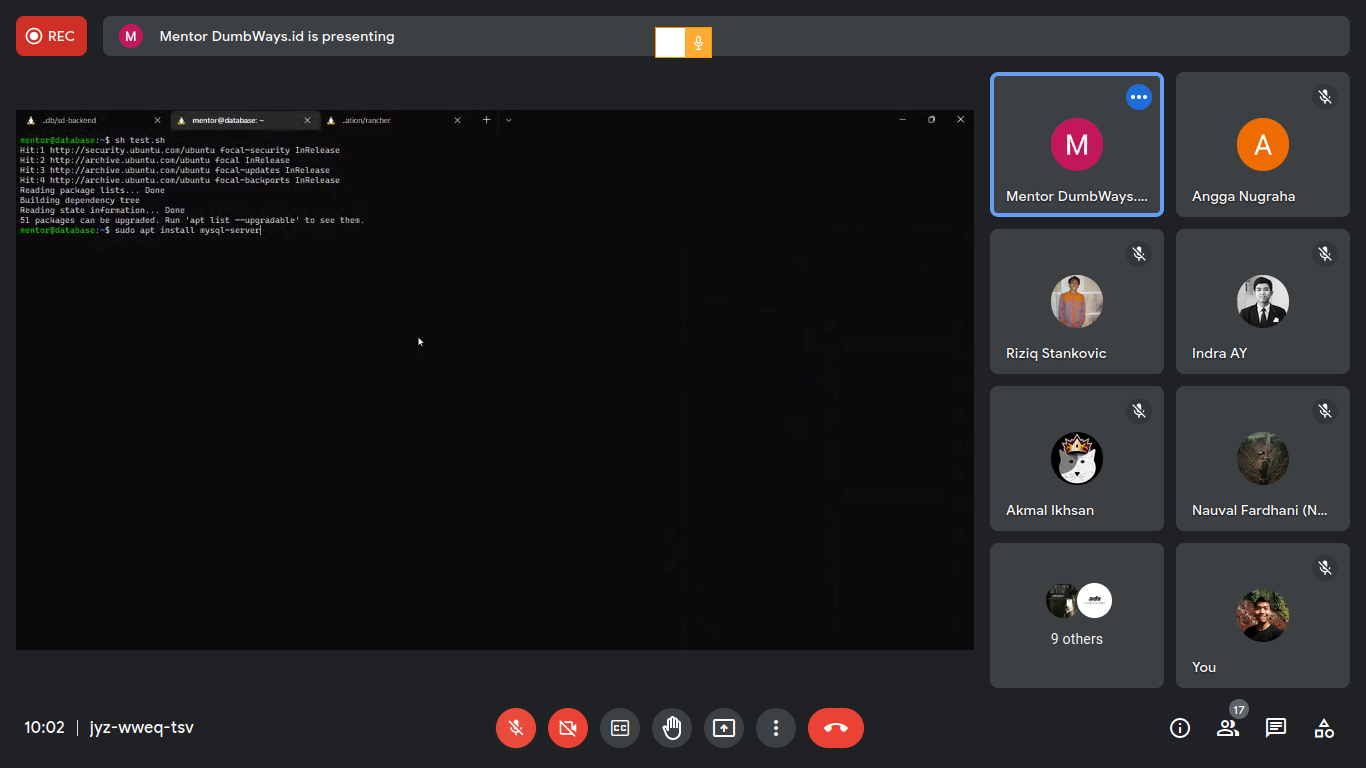 REC
M
Mentor DumbWays.id is presenting
_db/sd-backend
mentor@database: ~
_ation/rancher
mentor@database:~$ sh test.sh
Hit:1 http://security.ubuntu.com/ubuntu focal-security InRelease
Hit:2 http://archive.ubuntu.com/ubuntu focal InRelease
Hit:3 http://archive.ubuntu.com/ubuntu focal-updates InRelease
Hit:4 http://archive.ubuntu.com/ubuntu focal-backports InRelease
Reading package lists... Done
Building dependency tree
Reading state information... Done
51 packages can be upgraded. Run 'apt list --upgradable' to see them.
mentor@database:~$ sudo apt install mysql-server
M
Mentor DumbWays....
A
Angga Nugraha
Riziq Stankovic
Indra AY
Akmal Ikhsan
Nauval Fardhani (N...
ads
9 others
You
10:02
jyz-wweq-tsv
CC
17